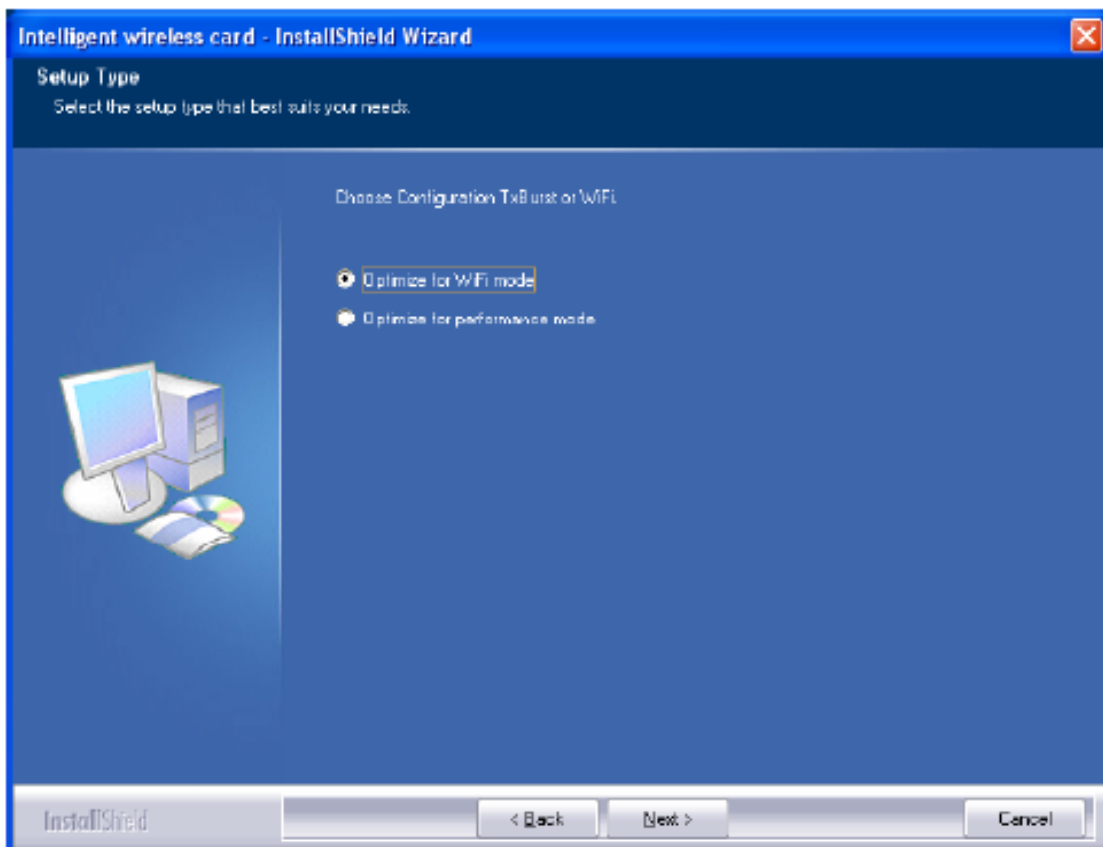 Intelligent wireless card - InstallShield Wizard
Setup Type
Select the setup type that best suits your needs.
Choose Configuration TxBurst or WiFi.
Optimize for WiFi mode
Optimize for performance mode
InstallShield
< Back
Next >
Cancel